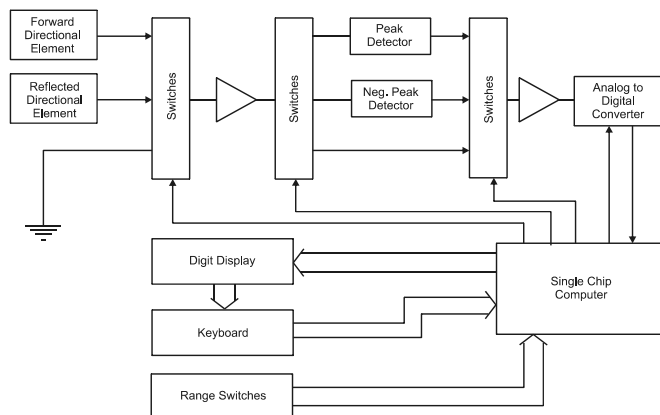 Forward
Directional
Element
Reflected
Directional
Element
Switches
Switches
Peak
Detector
Neg. Peak
Detector
Switches
Analog to
Digital
Converter
Digit Display
Keyboard
Range Switches
Single Chip
Computer